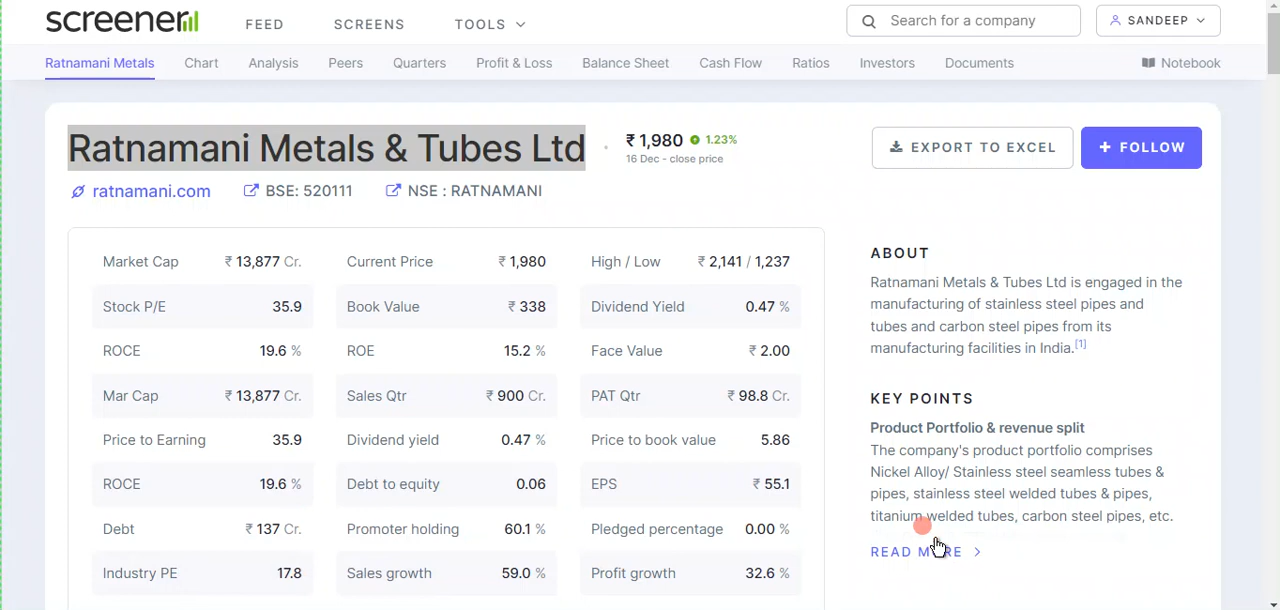 screener
FEED SCREENS TOOLS
Search for a company
SANDEEP
Ratnamani Metals Chart Analysis Peers Quarters Profit & Loss Balance Sheet Cash Flow Ratios Investors Documents Notebook
Ratnamani Metals & Tubes Ltd
₹ 1,980 1.23%
16 Dec - close price
EXPORT TO EXCEL
+ FOLLOW
ratnamani.com BSE: 520111 NSE : RATNAMANI
Market Cap ₹ 13,877 Cr. Current Price ₹ 1,980 High / Low ₹ 2,141 / 1,237
Stock P/E 35.9 Book Value ₹ 338 Dividend Yield 0.47 %
ROCE 19.6 % ROE 15.2 % Face Value ₹ 2.00
Mar Cap ₹ 13,877 Cr. Sales Qtr ₹ 900 Cr. PAT Qtr ₹ 98.8 Cr.
Price to Earning 35.9 Dividend yield 0.47 % Price to book value 5.86
ROCE 19.6 % Debt to equity 0.06 EPS ₹ 55.1
Debt ₹ 137 Cr. Promoter holding 60.1 % Pledged percentage 0.00 %
Industry PE 17.8 Sales growth 59.0 % Profit growth 32.6 %
ABOUT
Ratnamani Metals & Tubes Ltd is engaged in the
manufacturing of stainless steel pipes and
tubes and carbon steel pipes from its
manufacturing facilities in India.[1]
KEY POINTS
Product Portfolio & revenue split
The company's product portfolio comprises
Nickel Alloy/ Stainless steel seamless tubes &
pipes, stainless steel welded tubes & pipes,
titanium welded tubes, carbon steel pipes, etc.
READ MORE